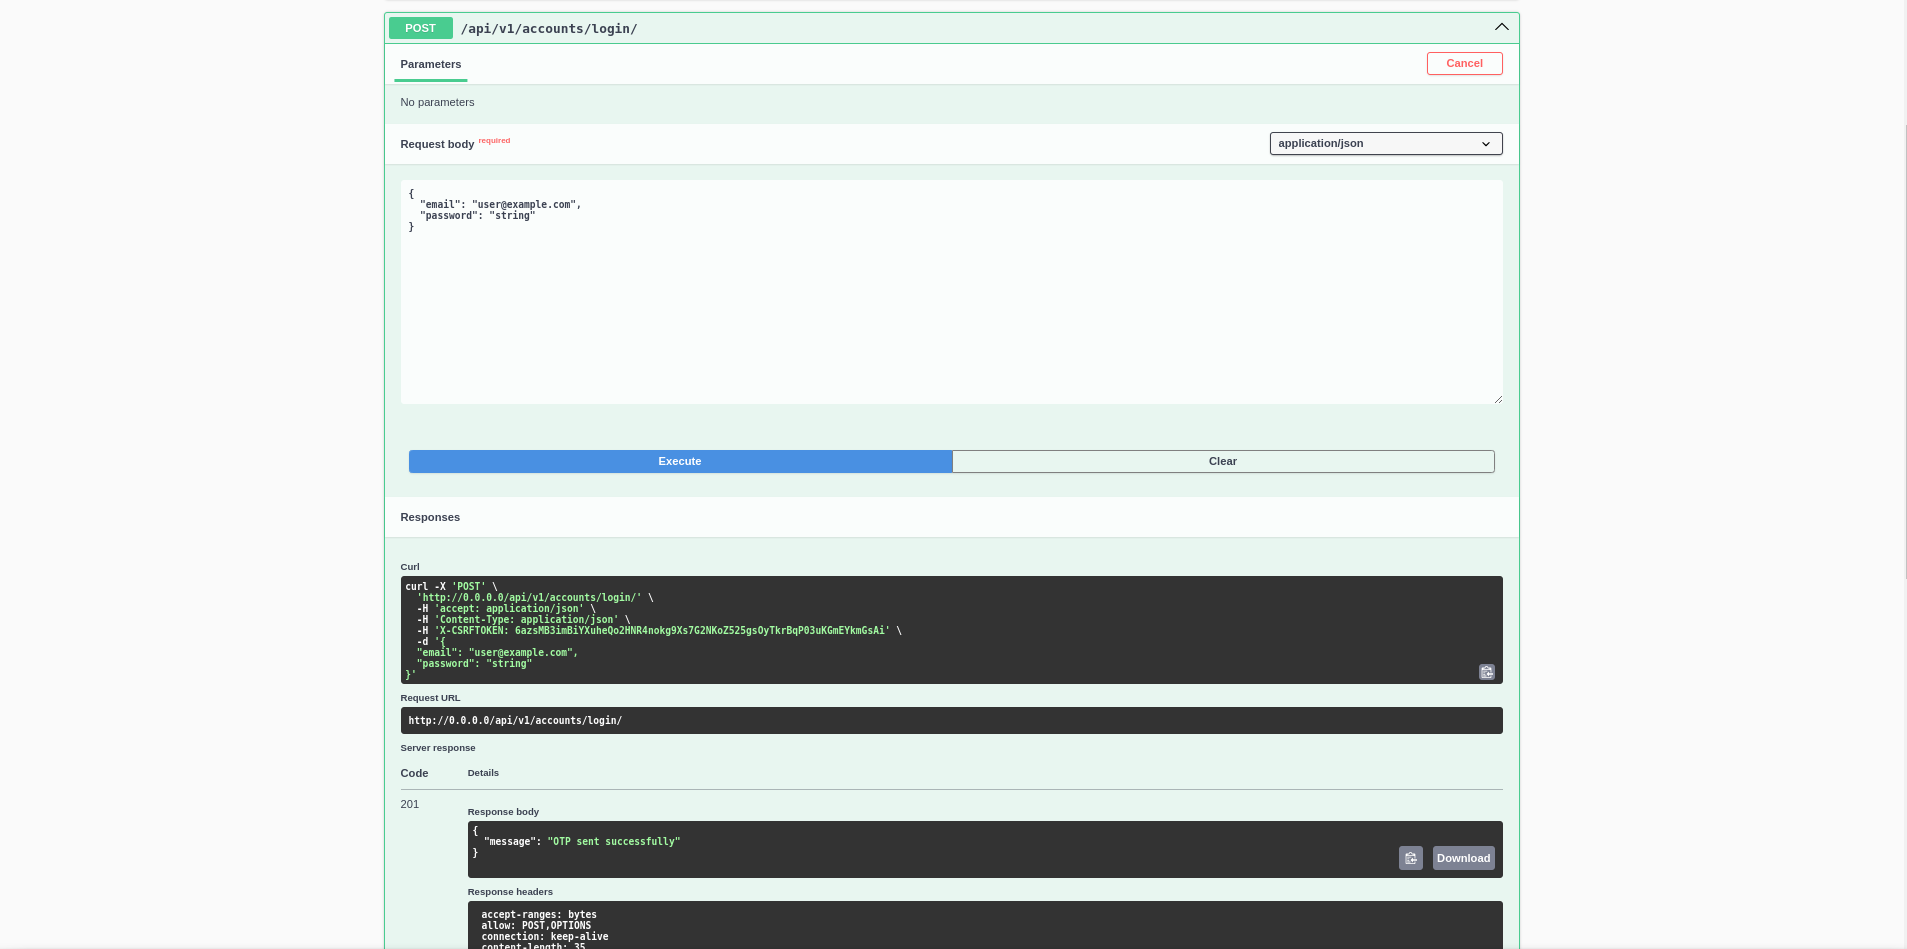 POST /api/v1/accounts/login/
Parameters
Cancel
No parameters
Request body required
application/json
{
  "email": "user@example.com",
  "password": "string"
}
Execute
Clear
Responses
Curl
curl -X 'POST' \
  'http://0.0.0.0/api/v1/accounts/login/' \
  -H 'accept: application/json' \
  -H 'Content-Type: application/json' \
  -H 'X-CSRFTOKEN: 6azsMB3imBiYXuheQo2HNR4nokg9Xs7G2NKoZ525gsOyTkrBqP03uKGmEYkmGsAi' \
  -d '{
  "email": "user@example.com",
  "password": "string"
}'
Request URL
http://0.0.0.0/api/v1/accounts/login/
Server response
Code
Details
201
Response body
{
  "message": "OTP sent successfully"
}
Download
Response headers
accept-ranges: bytes
allow: POST,OPTIONS
connection: keep-alive
content-length: 35